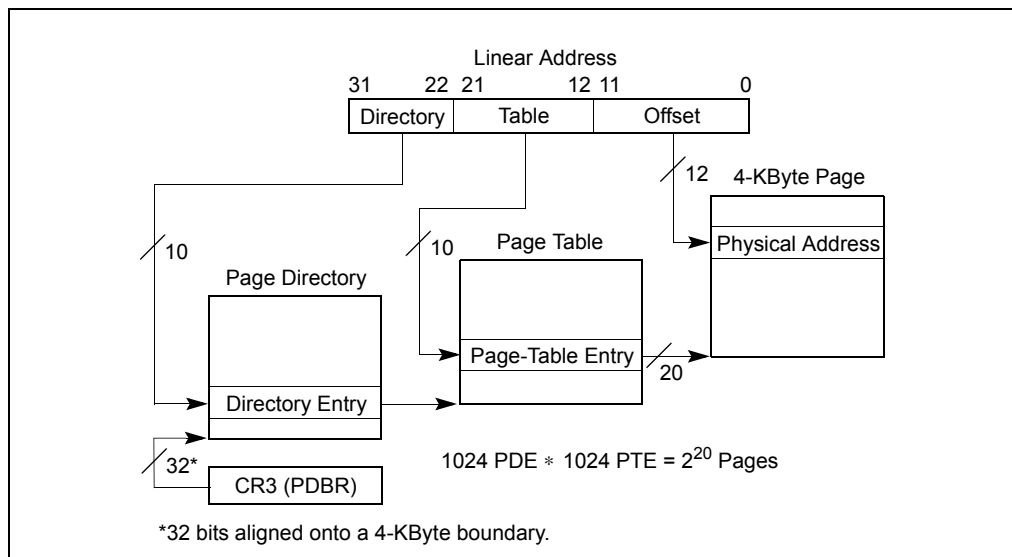 Linear Address
31 22 21 12 11 0
Directory Table Offset
12
4-KByte Page
10
10
Page Table
Physical Address
Page Directory
Page-Table Entry
20
Directory Entry
32*
1024 PDE * 1024 PTE = 2^20 Pages
CR3 (PDBR)
*32 bits aligned onto a 4-KByte boundary.